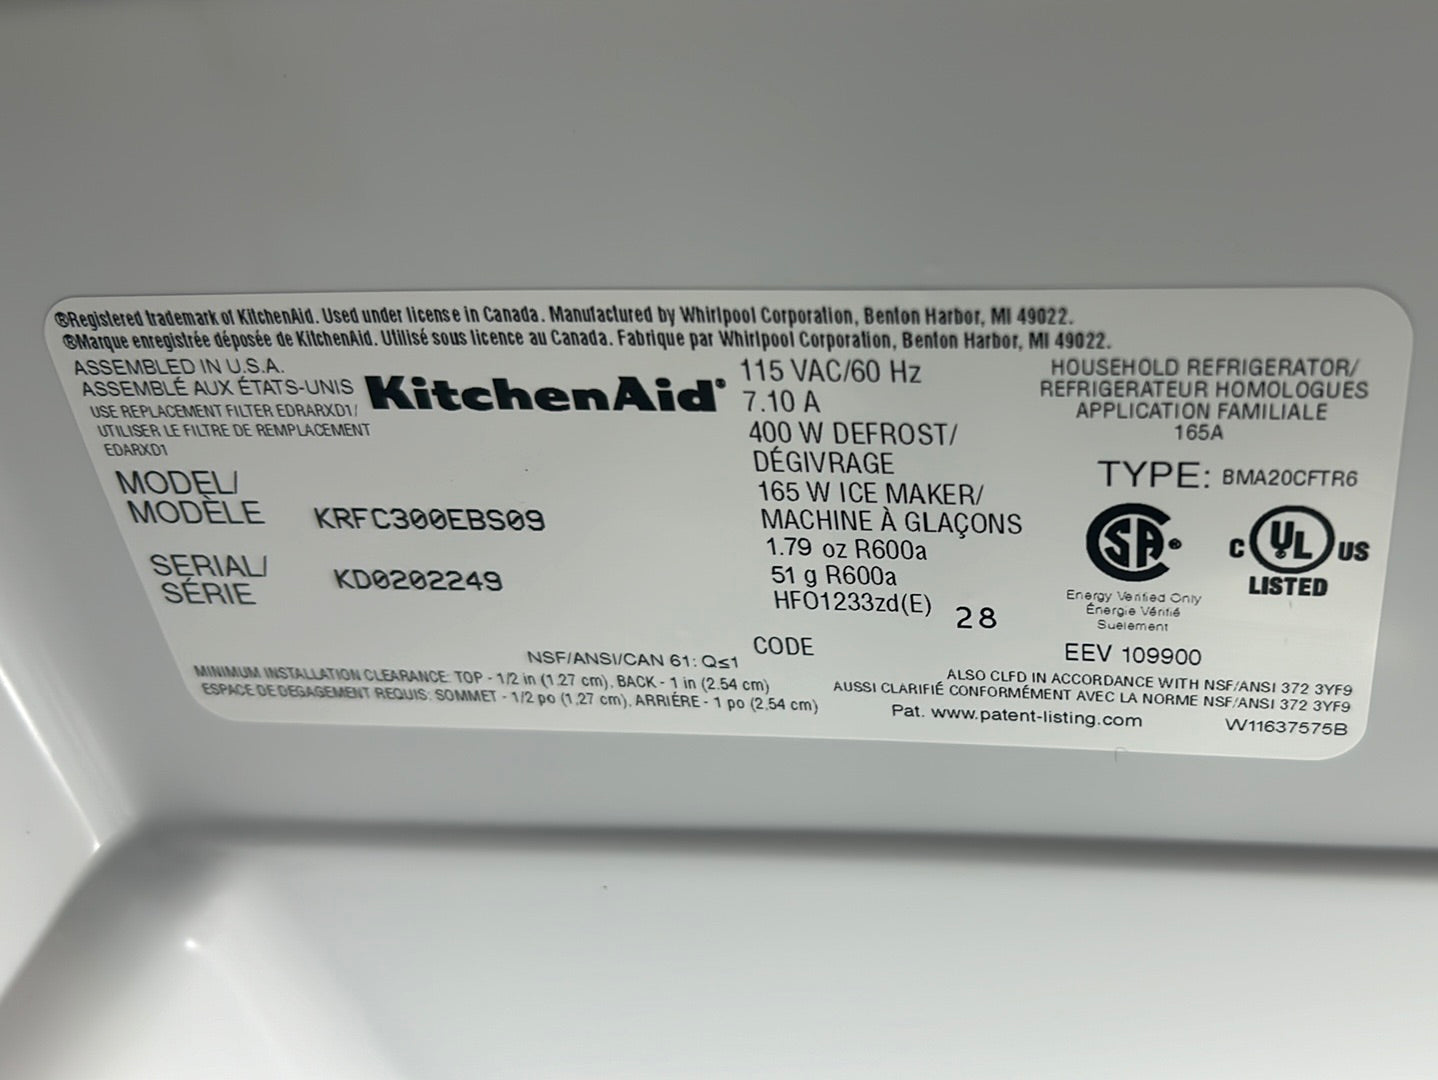 ®Registered trademark of KitchenAid. Used under license in Canada. Manufactured by Whirlpool Corporation, Benton Harbor, MI 49022.
®Marque enregistrée déposée de KitchenAid. Utilisé sous licence au Canada. Fabrique par Whirlpool Corporation, Benton Harbor, MI 49022.
ASSEMBLED IN U.S.A.
ASSEMBLÉ AUX ÉTATS-UNIS
USE REPLACEMENT FILTER EDRARXD1/
UTILISER LE FILTRE DE REMPLACEMENT
EDARXD1
KitchenAid®
MODEL/
MODÈLE
KRFC300EBS09
SERIAL/
SÉRIE
KD0202249
115 VAC/60 Hz
7.10 A
400 W DEFROST/
DÉGIVRAGE
165 W ICE MAKER/
MACHINE À GLAÇONS
1.79 oz R600a
51 g R600a
HFO1233zd(E)
28
CODE
HOUSEHOLD REFRIGERATOR/
REFRIGERATEUR HOMOLOGUES
APPLICATION FAMILIALE
165A
TYPE: BMA20CFTR6
SA®
Energy Verified Only
Énergie Vérifié
Suelement
C UL US
LISTED
EEV 109900
NSF/ANSI/CAN 61: Q≤1
MINIMUM INSTALLATION CLEARANCE: TOP - 1/2 in (1.27 cm), BACK - 1 in (2.54 cm)
ESPACE DE DEGAGEMENT REQUIS: SOMMET - 1/2 po (1,27 cm), ARRIÉRE - 1 po (2,54 cm)
ALSO CLFD IN ACCORDANCE WITH NSF/ANSI 372 3YF9
AUSSI CLARIFIÉ CONFORMÉMENT AVEC LA NORME NSF/ANSI 372 3YF9
Pat. www.patent-listing.com
W11637575B